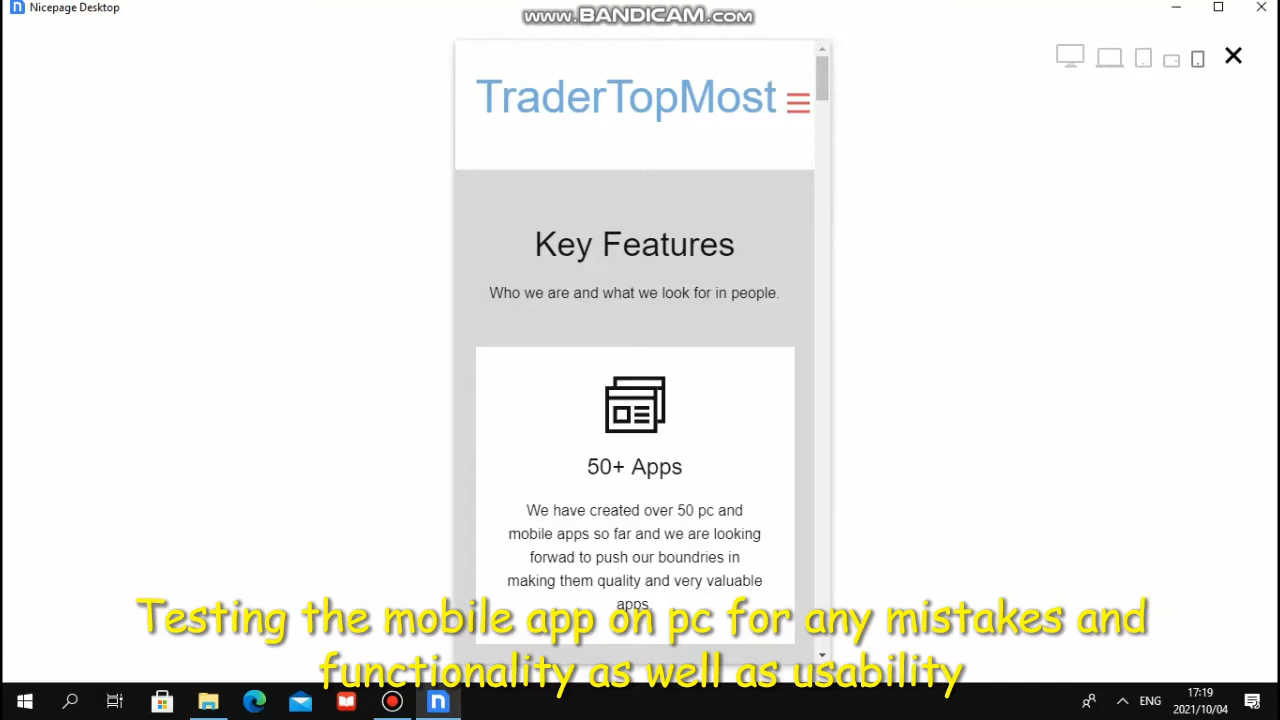 Nicepage Desktop
www.BANDICAM.com
TraderTopMost
Key Features
Who we are and what we look for in people.
50+ Apps
We have created over 50 pc and
mobile apps so far and we are looking
forwad to push our boundries in
making them quality and very valuable
apps.
Testing the mobile app on pc for any mistakes and
functionality as well as usability
ENG
17:19
2021/10/04